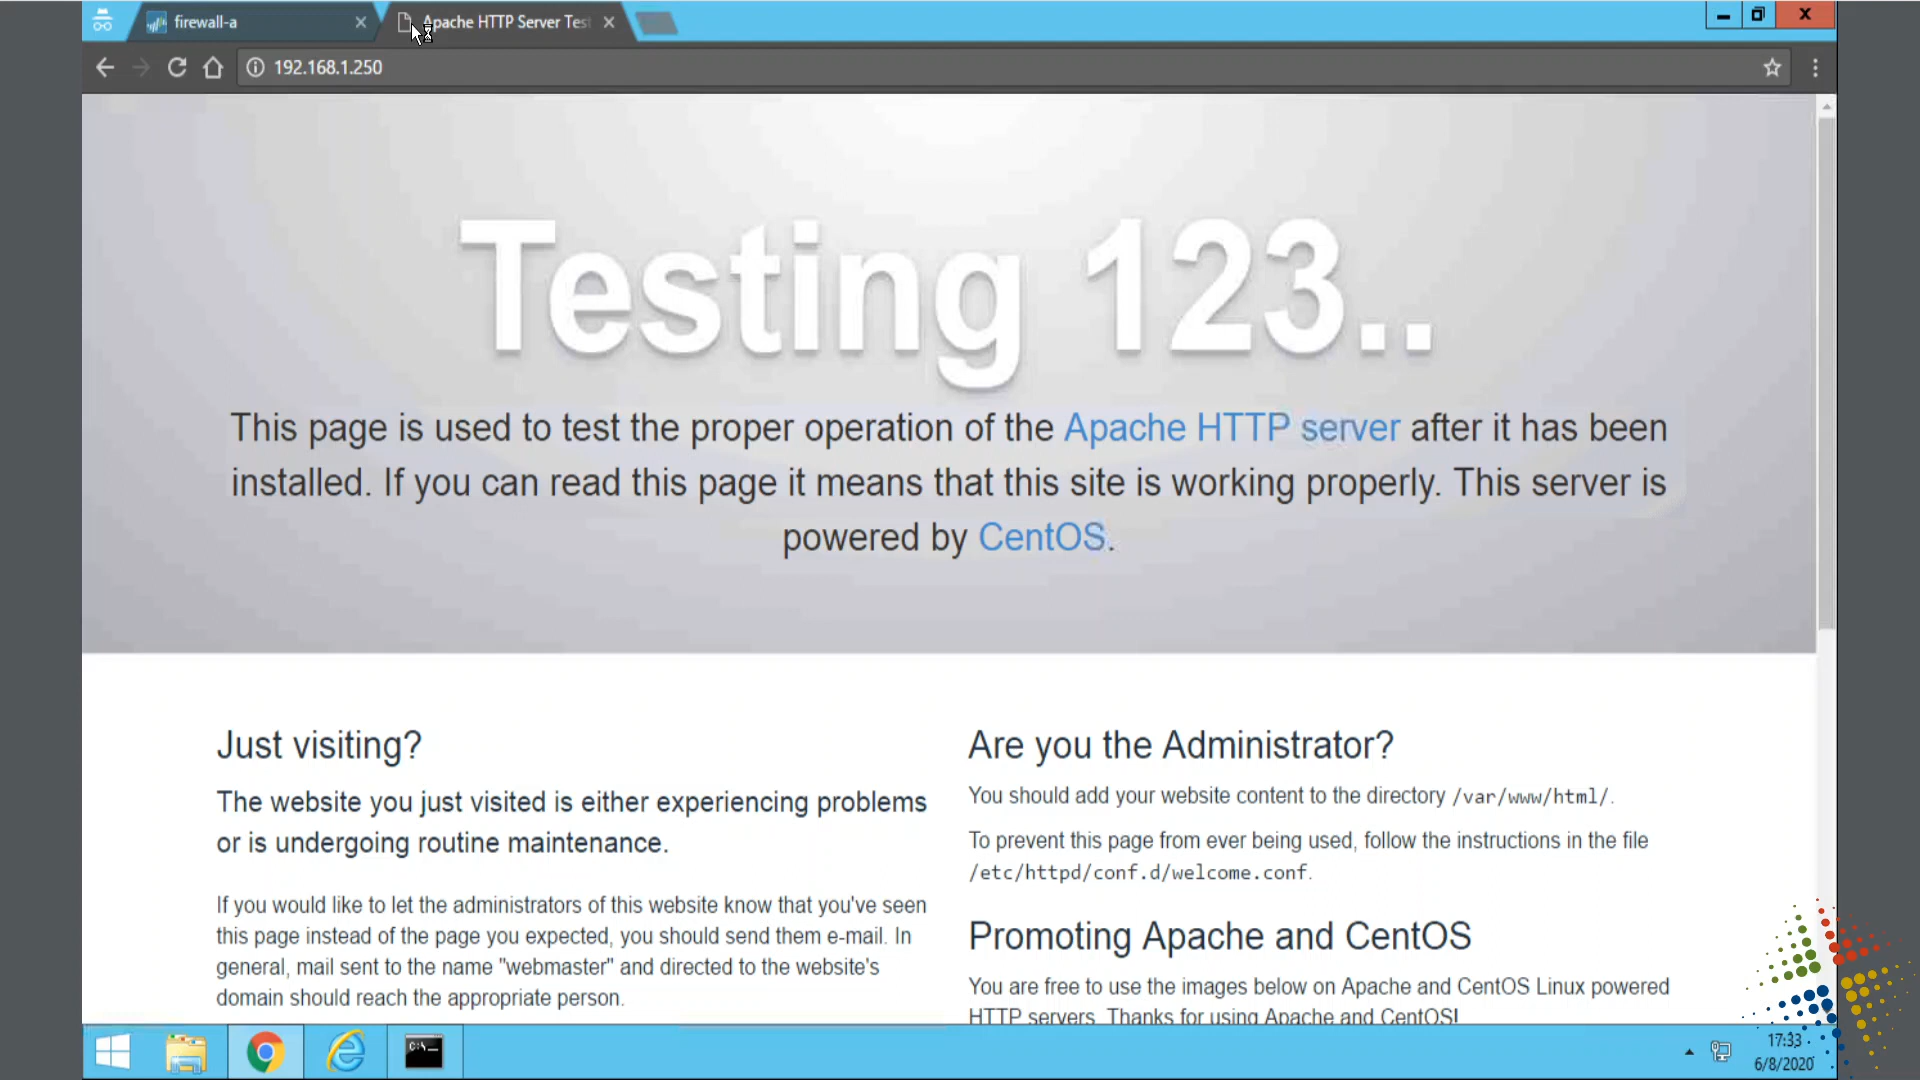 firewall-a
Apache HTTP Server Tes
192.168.1.250
Testing 123..
This page is used to test the proper operation of the Apache HTTP server after it has been
installed. If you can read this page it means that this site is working properly. This server is
powered by CentOS.
Just visiting?
The website you just visited is either experiencing problems
or is undergoing routine maintenance.
If you would like to let the administrators of this website know that you've seen
this page instead of the page you expected, you should send them e-mail. In
general, mail sent to the name "webmaster" and directed to the website's
domain should reach the appropriate person.
Are you the Administrator?
You should add your website content to the directory /var/www/html/.
To prevent this page from ever being used, follow the instructions in the file
/etc/httpd/conf.d/welcome.conf.
Promoting Apache and CentOS
You are free to use the images below on Apache and CentOS Linux powered
HTTP servers. Thanks for using Apache and CentOS!
C:\
17:33
6/8/2020